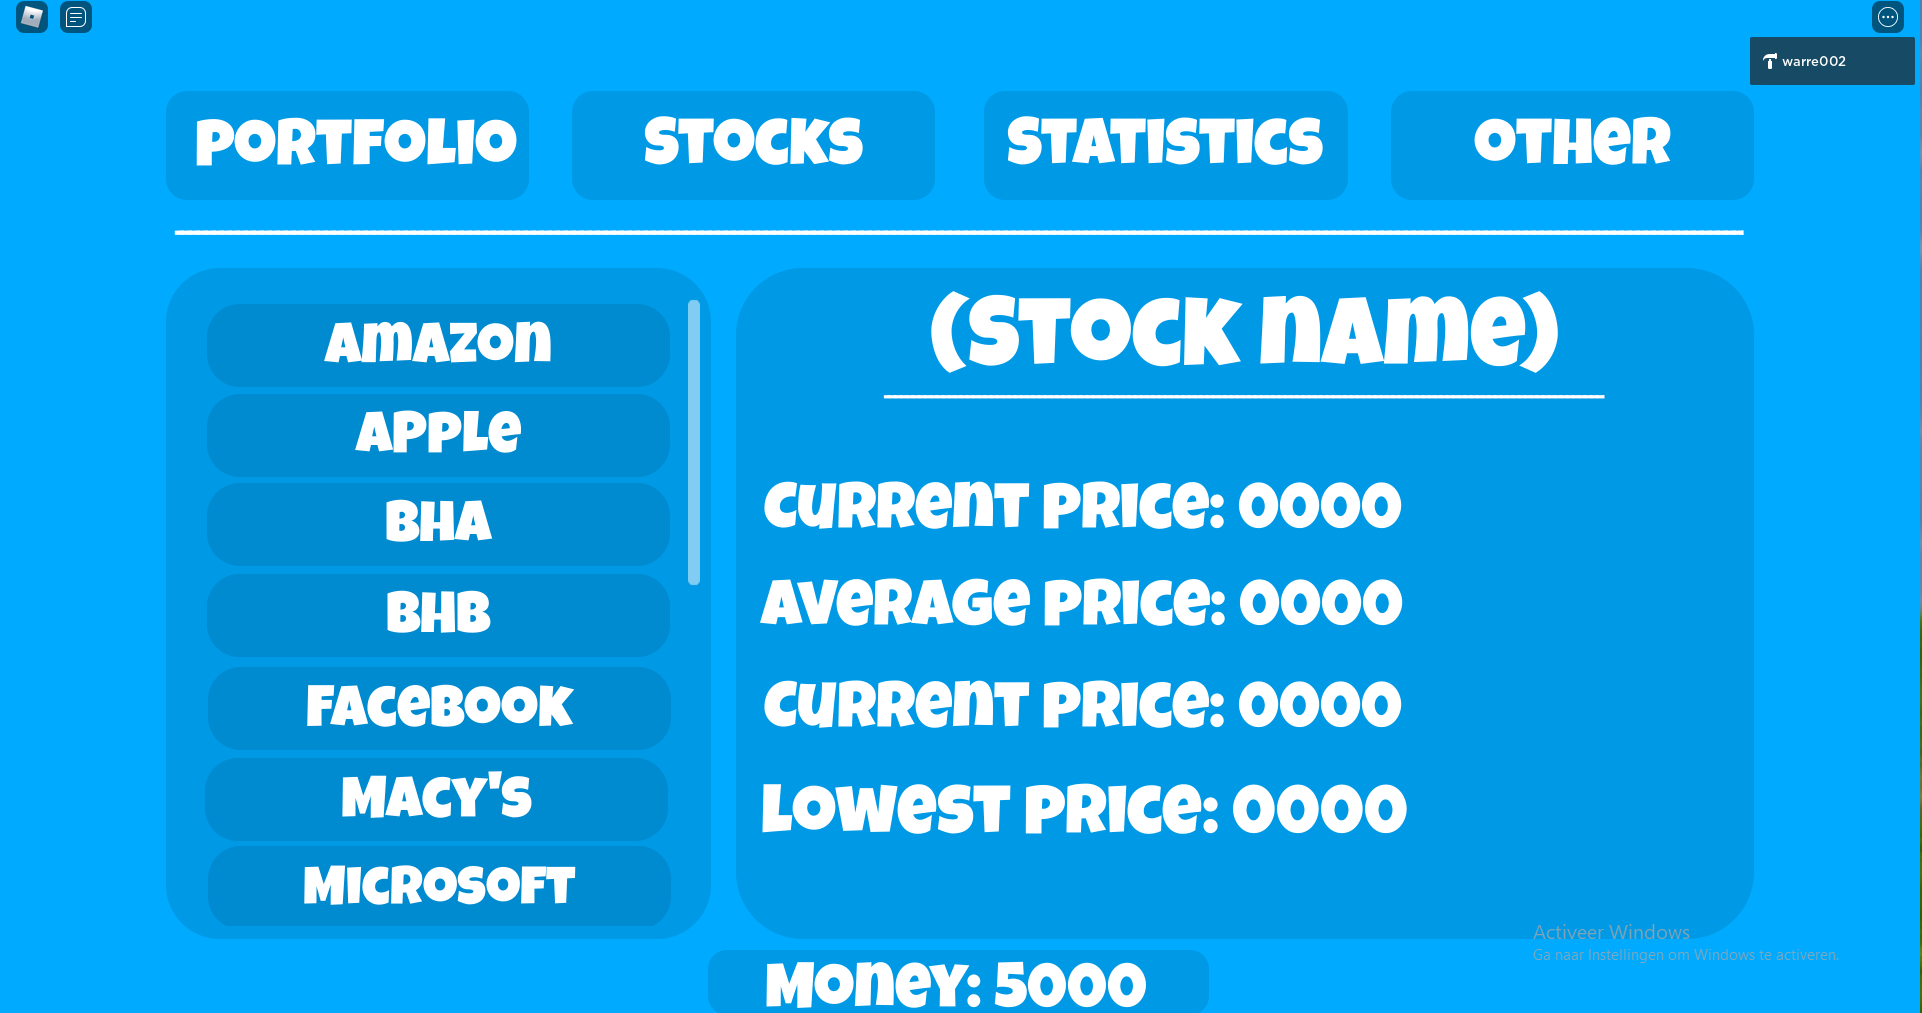 warre002
PORTFOLIO
STOCKS
STATISTICS
OTHER
AMAZON
APPLE
BHA
BHB
FACEBOOK
MACY'S
MICROSOFT
(STOCK NAME)
CURRENT PRICE: 0000
AVERAGE PRICE: 0000
CURRENT PRICE: 0000
LOWEST PRICE: 0000
Activeer Windows
Ga naar Instellingen om Windows te activeren.
MONEY: 5000